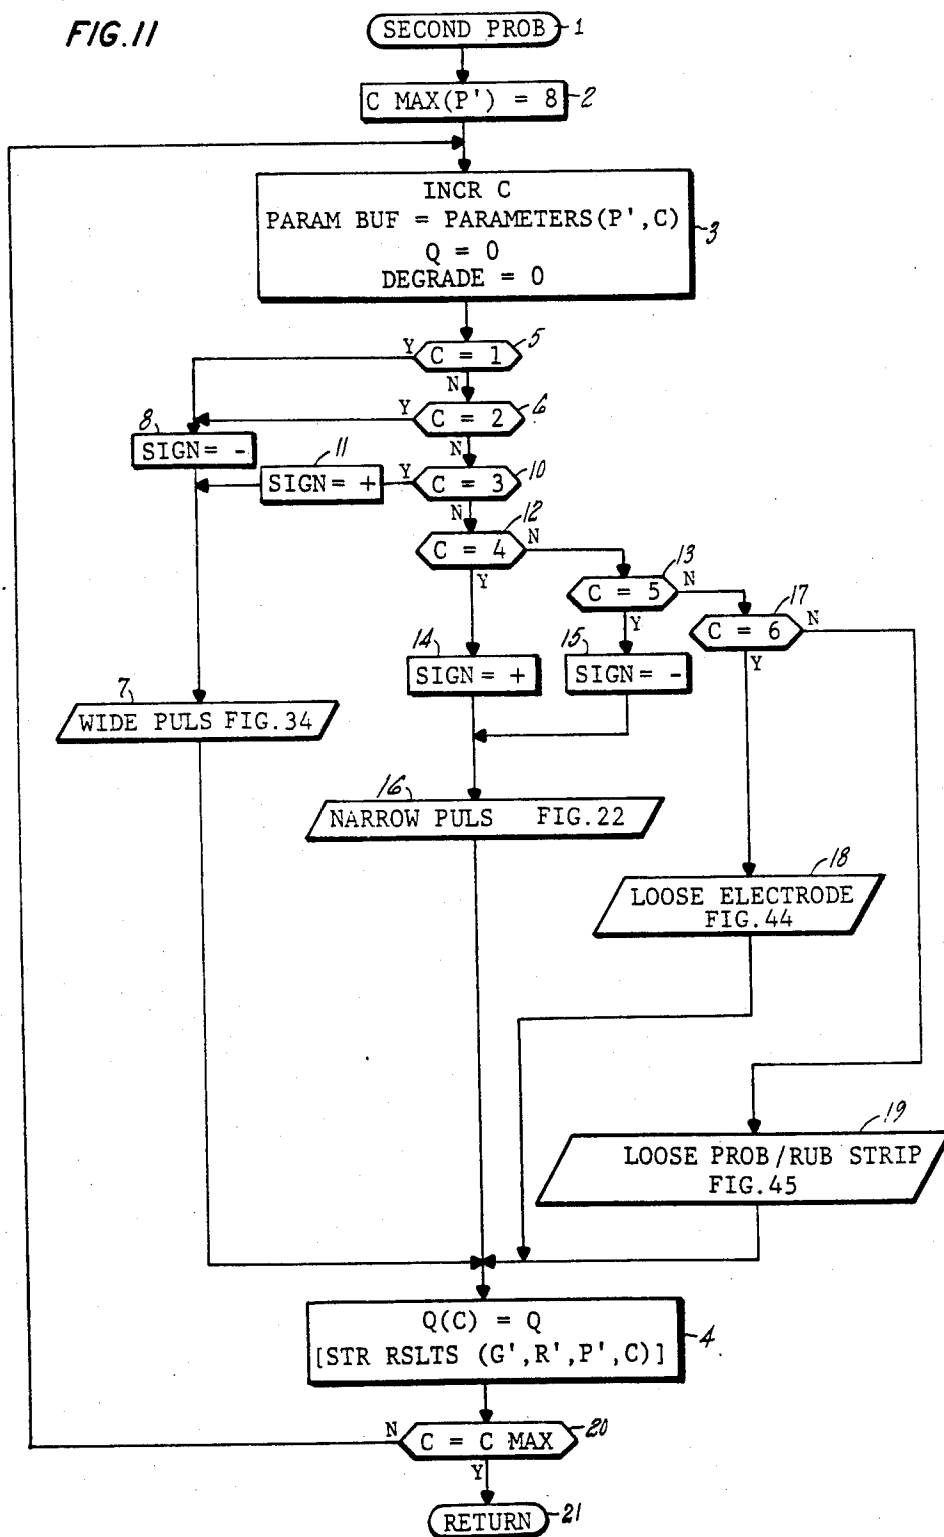 FIG.11
SECOND PROB 1
C MAX(P') = 8 2
INCR C
PARAM BUF = PARAMETERS(P',C)
Q = 0
DEGRADE = 0
3
5
Y C = 1
N
6
Y C = 2
N
8
SIGN= -
11
SIGN= +
10
Y C = 3
N
12
C = 4 N
Y
13
C = 5 N
Y
17
C = 6 N
Y
14
SIGN= +
15
SIGN= -
7
WIDE PULS FIG.34
16
NARROW PULS FIG.22
18
LOOSE ELECTRODE
FIG.44
19
LOOSE PROB/RUB STRIP
FIG.45
Q(C) = Q
[STR RSLTS (G',R',P',C)]
4
N C = C MAX 20
Y
RETURN 21